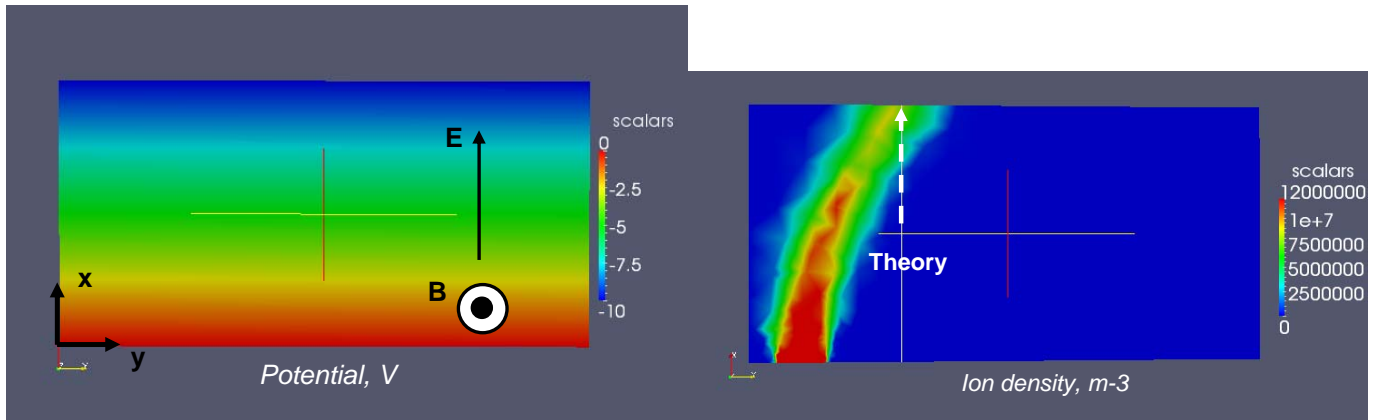 scalars
0
-2.5
-5
-7.5
-10
E
B
x
y
Potential, V
scalars
12000000
1e+7
7500000
5000000
2500000
0
Theory
Ion density, m-3